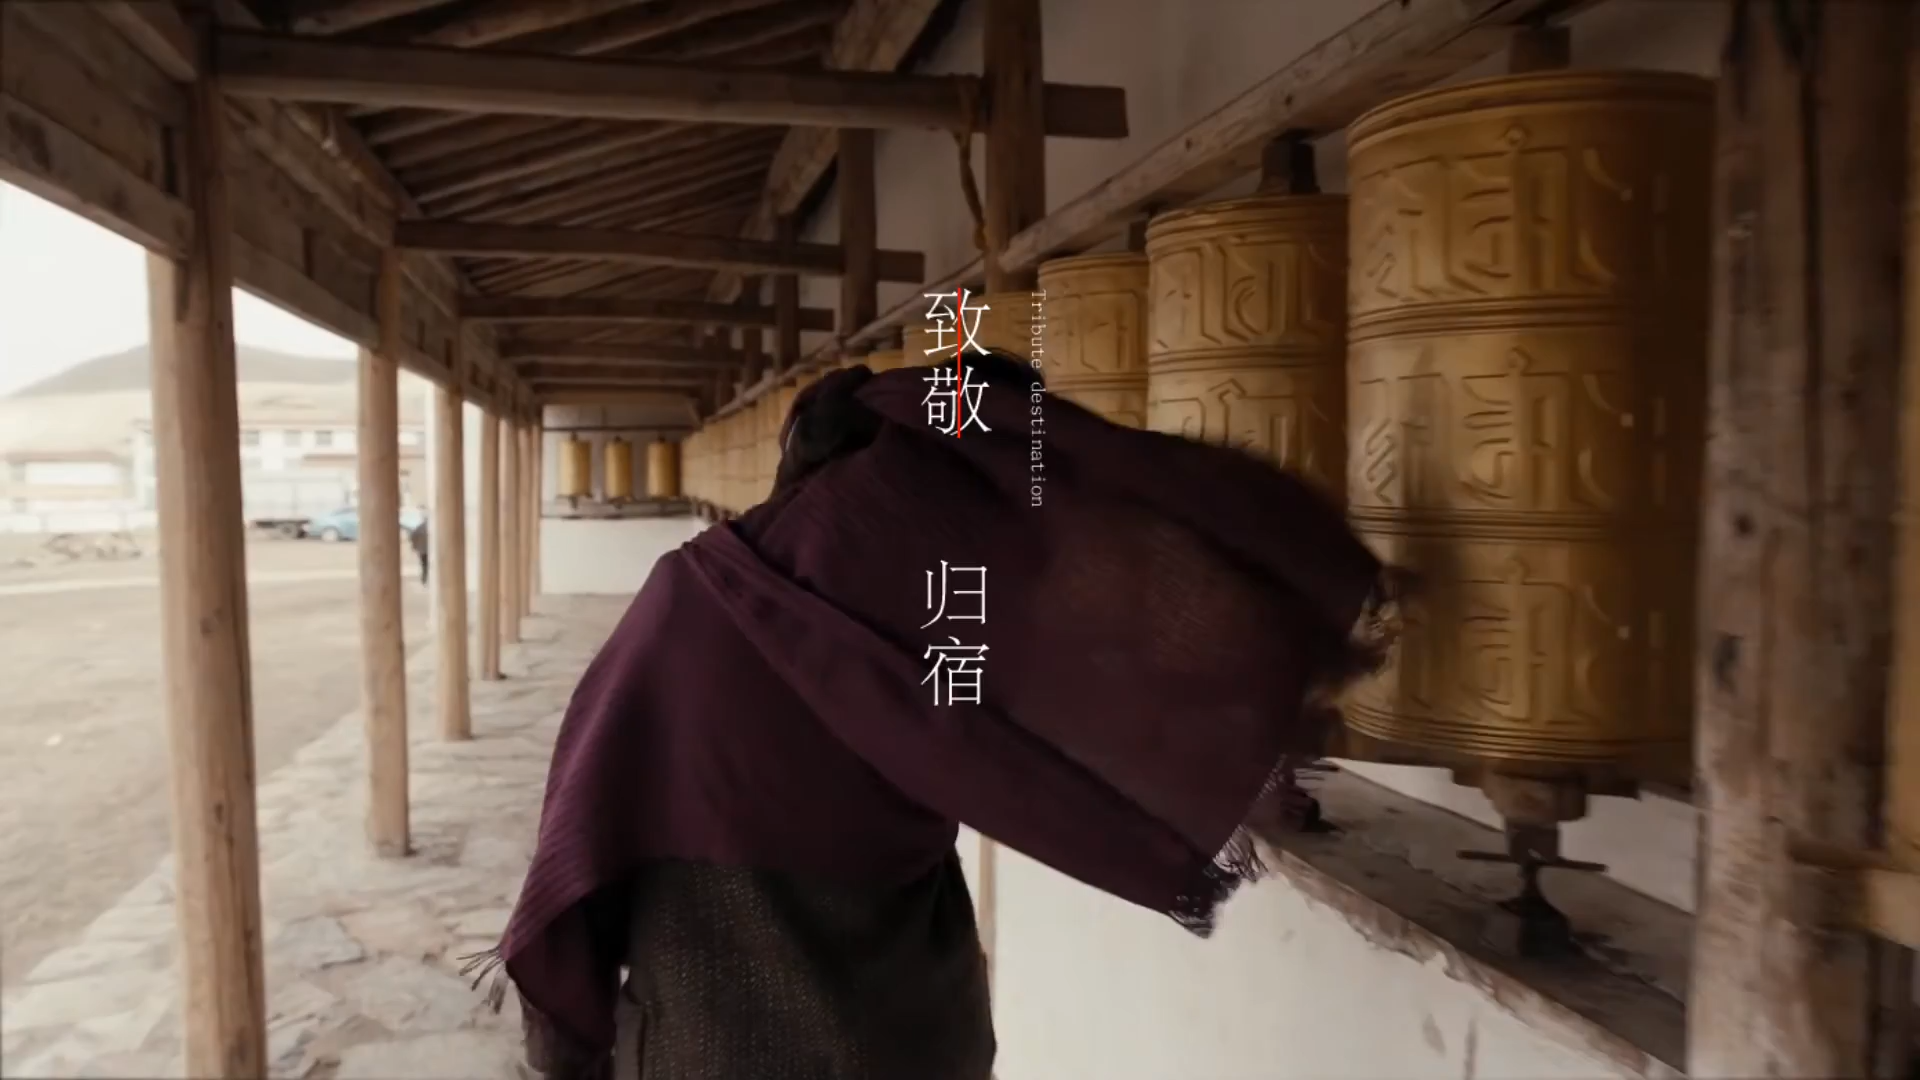 致敬
归宿
Tribute destination